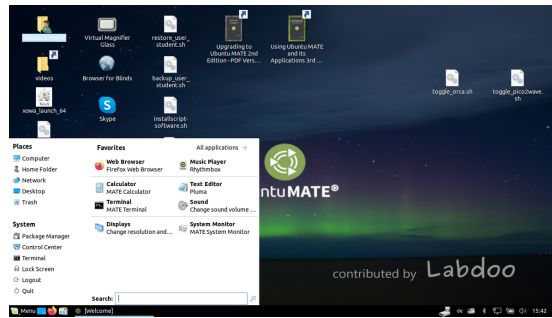 Virtual Magnifier
Glass
restore_user_
student.sh
Upgrading to
Ubuntu MATE 2nd
Edition - PDF Vers...
Using Ubuntu MATE
and its
Applications 3rd ...
videos
Browser for Blinds
backup_user_
student.sh
toggle_orca.sh
toggle_pico2wave.
sh
xowa_launch_64
Skype
installscript-
software.sh
Places
Computer
Home Folder
Network
Desktop
Trash
System
Package Manager
Control Center
Terminal
Lock Screen
Logout
Quit
Favorites
All applications
Web Browser
Firefox Web Browser
Music Player
Rhythmbox
Calculator
MATE Calculator
Text Editor
Pluma
Terminal
MATE Terminal
Sound
Change sound volume ...
Displays
Change resolution and...
System Monitor
MATE System Monitor
Search:
ntu MATE®
contributed by Labdoo
Menu
[Welcome]
de
15:42